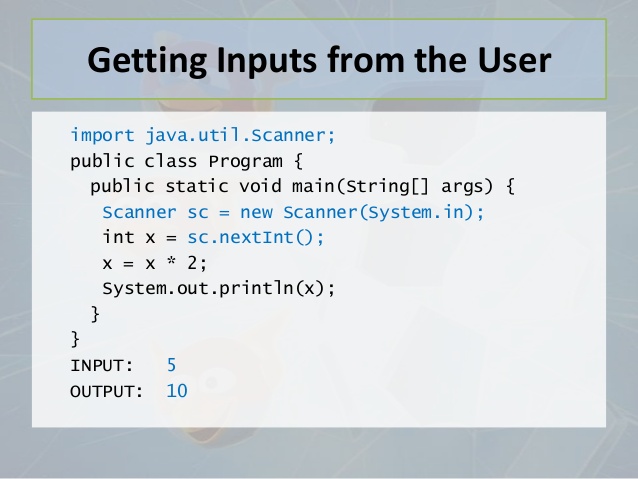 Getting Inputs from the User
import java.util.Scanner;
public class Program {
public static void main(String[] args) {
Scanner sc = new Scanner(System.in);
int x = sc.nextInt();
x = x * 2;
System.out.println(x);
}
}
INPUT: 5
OUTPUT: 10